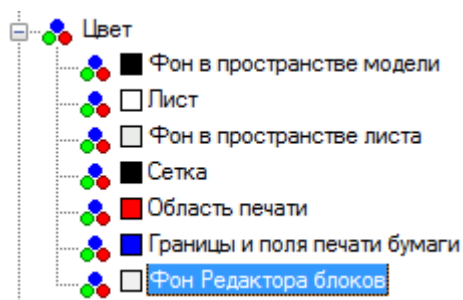 Цвет
Фон в пространстве модели
Лист
Фон в пространстве листа
Сетка
Область печати
Границы и поля печати бумаги
Фон Редактора блоков